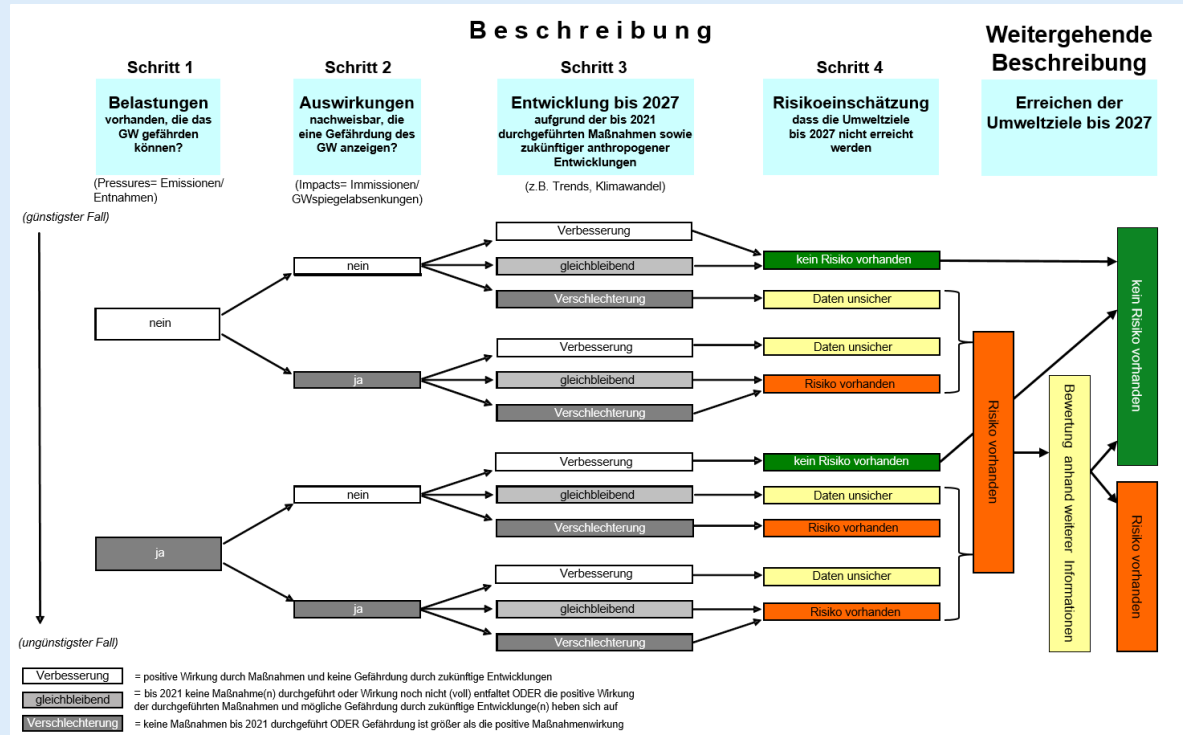 Beschreibung
Weitergehende
Beschreibung
Schritt 1
Schritt 2
Schritt 3
Schritt 4
Belastungen
vorhanden, die das
GW gefährden
können?
Auswirkungen
nachweisbar, die
eine Gefährdung des
GW anzeigen?
Entwicklung bis 2027
aufgrund der bis 2021
durchgeführten Maßnahmen sowie
zukünftiger anthropogener
Entwicklungen
Risikoeinschätzung
dass die Umweltziele
bis 2027 nicht erreicht
werden
Erreichen der
Umweltziele bis 2027
(Pressures= Emissionen/
Entnahmen)
(Impacts= Immissionen/
GWspiegelabsenkungen)
(z.B. Trends, Klimawandel)
(günstigster Fall)
nein
nein
Verbesserung
gleichbleibend
Verschlechterung
kein Risiko vorhanden
Daten unsicher
ja
Verbesserung
gleichbleibend
Verschlechterung
Daten unsicher
Risiko vorhanden
ja
nein
Verbesserung
gleichbleibend
Verschlechterung
kein Risiko vorhanden
Daten unsicher
Risiko vorhanden
ja
Verbesserung
gleichbleibend
Verschlechterung
Daten unsicher
Risiko vorhanden
Risiko vorhanden
Bewertung anhand weiterer Informationen
kein Risiko vorhanden
Risiko vorhanden
(ungünstigster Fall)
Verbesserung
= positive Wirkung durch Maßnahmen und keine Gefährdung durch zukünftige Entwicklungen
gleichbleibend
= bis 2021 keine Maßnahme(n) durchgeführt oder Wirkung noch nicht (voll) entfaltet ODER die positive Wirkung
der durchgeführten Maßnahmen und mögliche Gefährdung durch zukünftige Entwicklunge(n) heben sich auf
Verschlechterung
= keine Maßnahmen bis 2021 durchgeführt ODER Gefährdung ist größer als die positive Maßnahmenwirkung